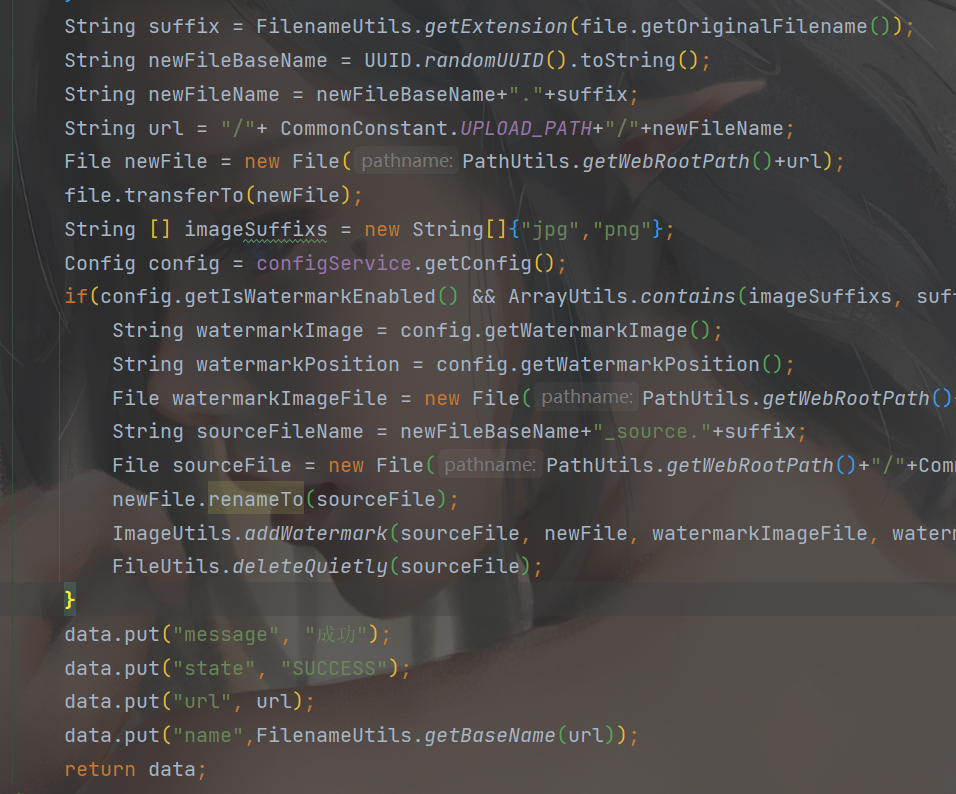 String suffix = FilenameUtils.getExtension(file.getOriginalFilename());
String newFileBaseName = UUID.randomUUID().toString();
String newFileName = newFileBaseName+"."+suffix;
String url = "/"+ CommonConstant.UPLOAD_PATH+"/"+newFileName;
File newFile = new File( pathname: PathUtils.getWebRootPath()+url);
file.transferTo(newFile);
String [] imageSuffixs = new String[]{"jpg","png"};
Config config = configService.getConfig();
if(config.getIsWatermarkEnabled() && ArrayUtils.contains(imageSuffixs, suf
String watermarkImage = config.getWatermarkImage();
String watermarkPosition = config.getWatermarkPosition();
File watermarkImageFile = new File( pathname: PathUtils.getWebRootPath()
String sourceFileName = newFileBaseName+"_source."+suffix;
File sourceFile = new File( pathname: PathUtils.getWebRootPath()+"/"+Com
newFile.renameTo(sourceFile);
ImageUtils.addWatermark(sourceFile, newFile, watermarkImageFile, water
FileUtils.deleteQuietly(sourceFile);
}
data.put("message", "成功");
data.put("state", "SUCCESS");
data.put("url", url);
data.put("name",FilenameUtils.getBaseName(url));
return data;